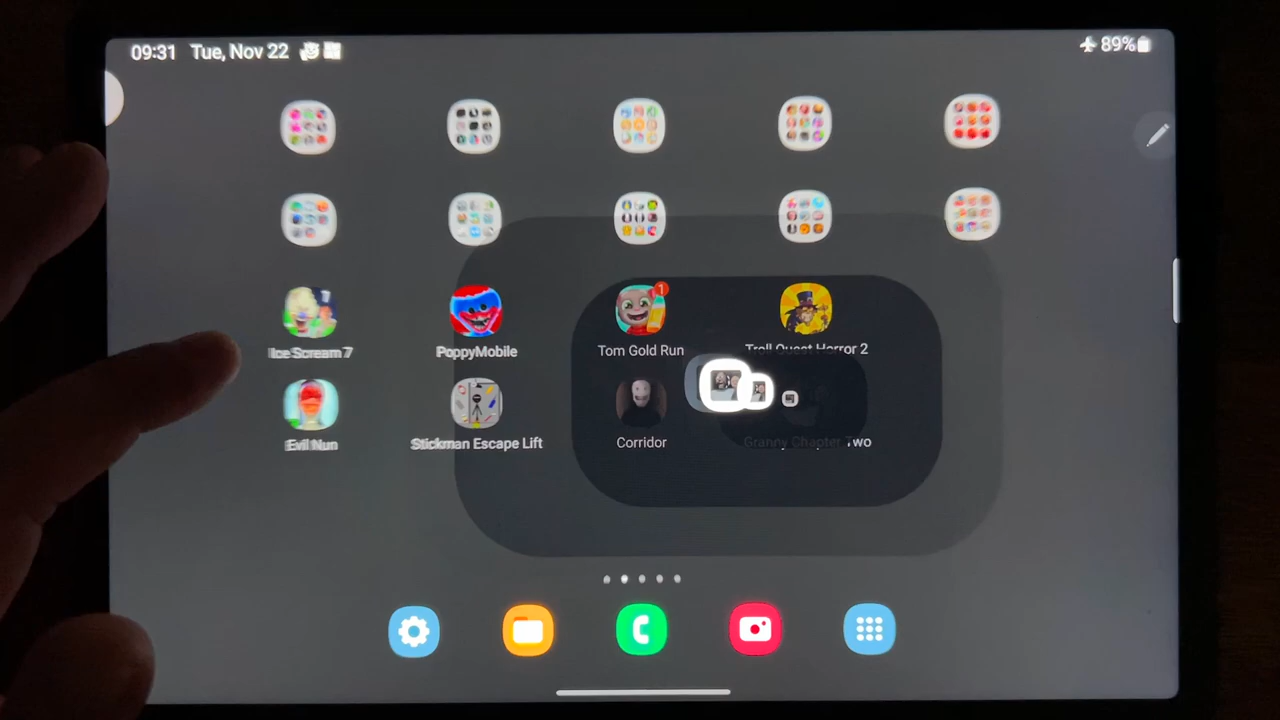 09:31 Tue, Nov 22
89%
Ice Scream 7
PoppyMobile
1
Tom Gold Run
Troll Quest Horror 2
Evil Nun
Stickman Escape Lift
Corridor
Granny Chapter Two